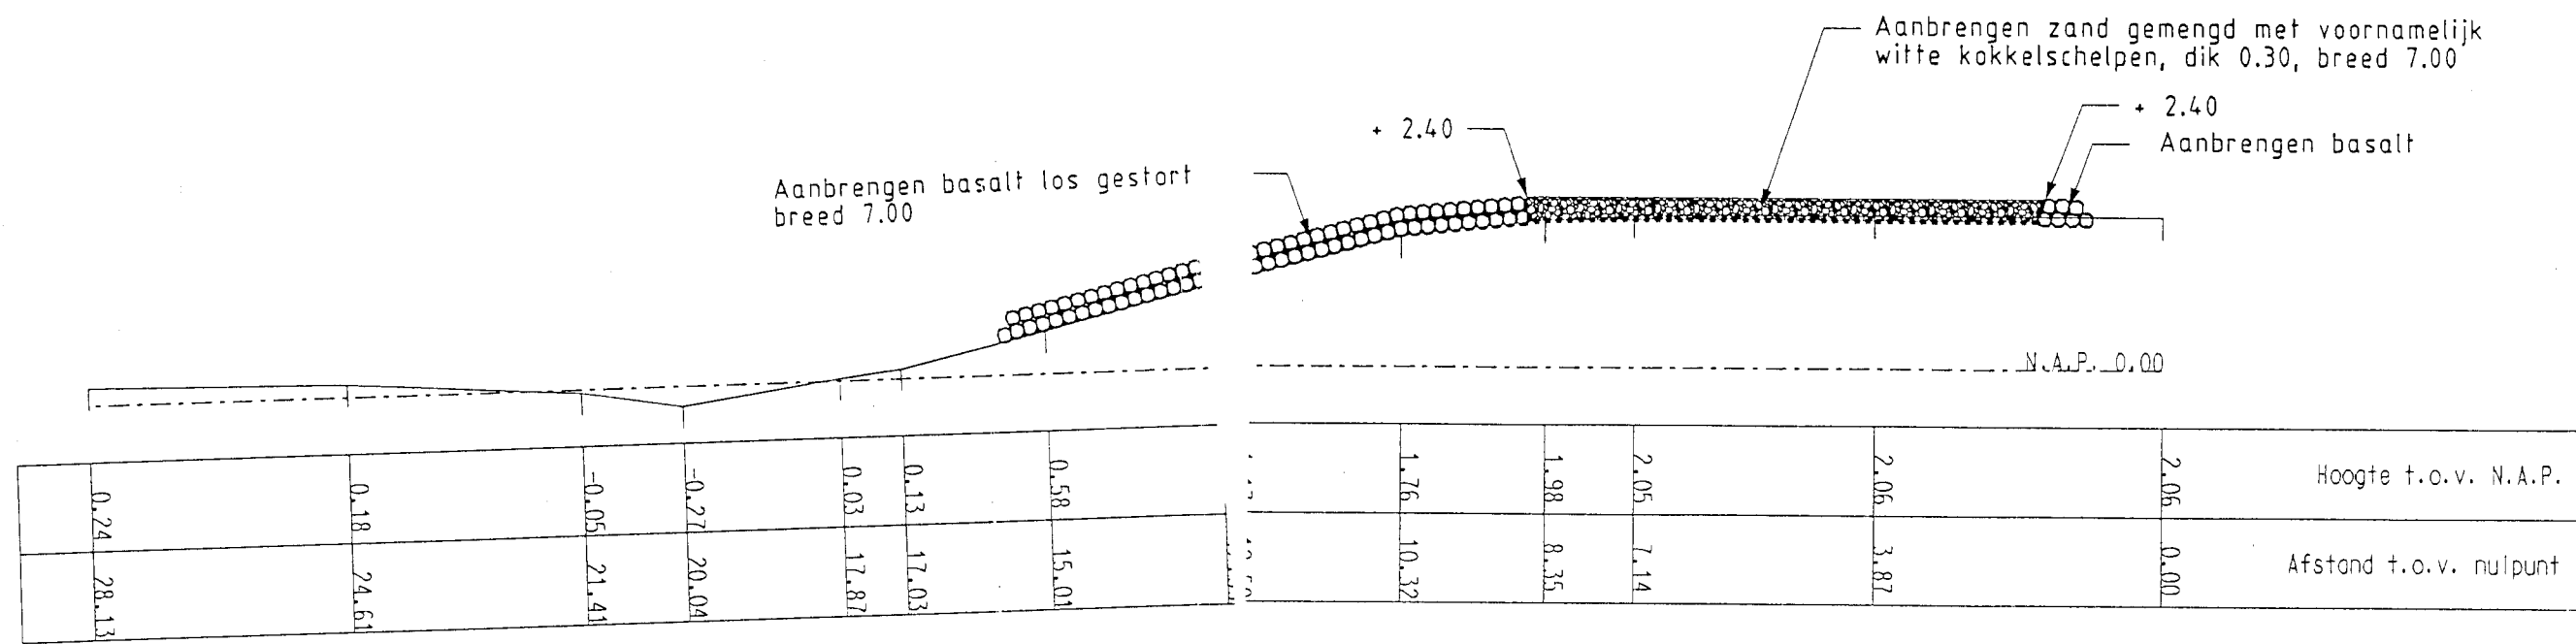 Aanbrengen zand gemengd met voornamelijk
witte kokkelschelpen, dik 0.30, breed 7.00
+ 2.40
+ 2.40
Aanbrengen basalt
Aanbrengen basalt los gestort
breed 7.00
N.A.P. 0.00
0.24 0.18 -0.05 -0.27 0.03 0.13 0.58 1.76 1.98 2.05 2.06 2.06 Hoogte t.o.v. N.A.P.
28.13 24.61 21.41 20.04 17.87 17.03 15.01 10.32 8.35 7.14 3.87 0.00 Afstand t.o.v. nulpunt